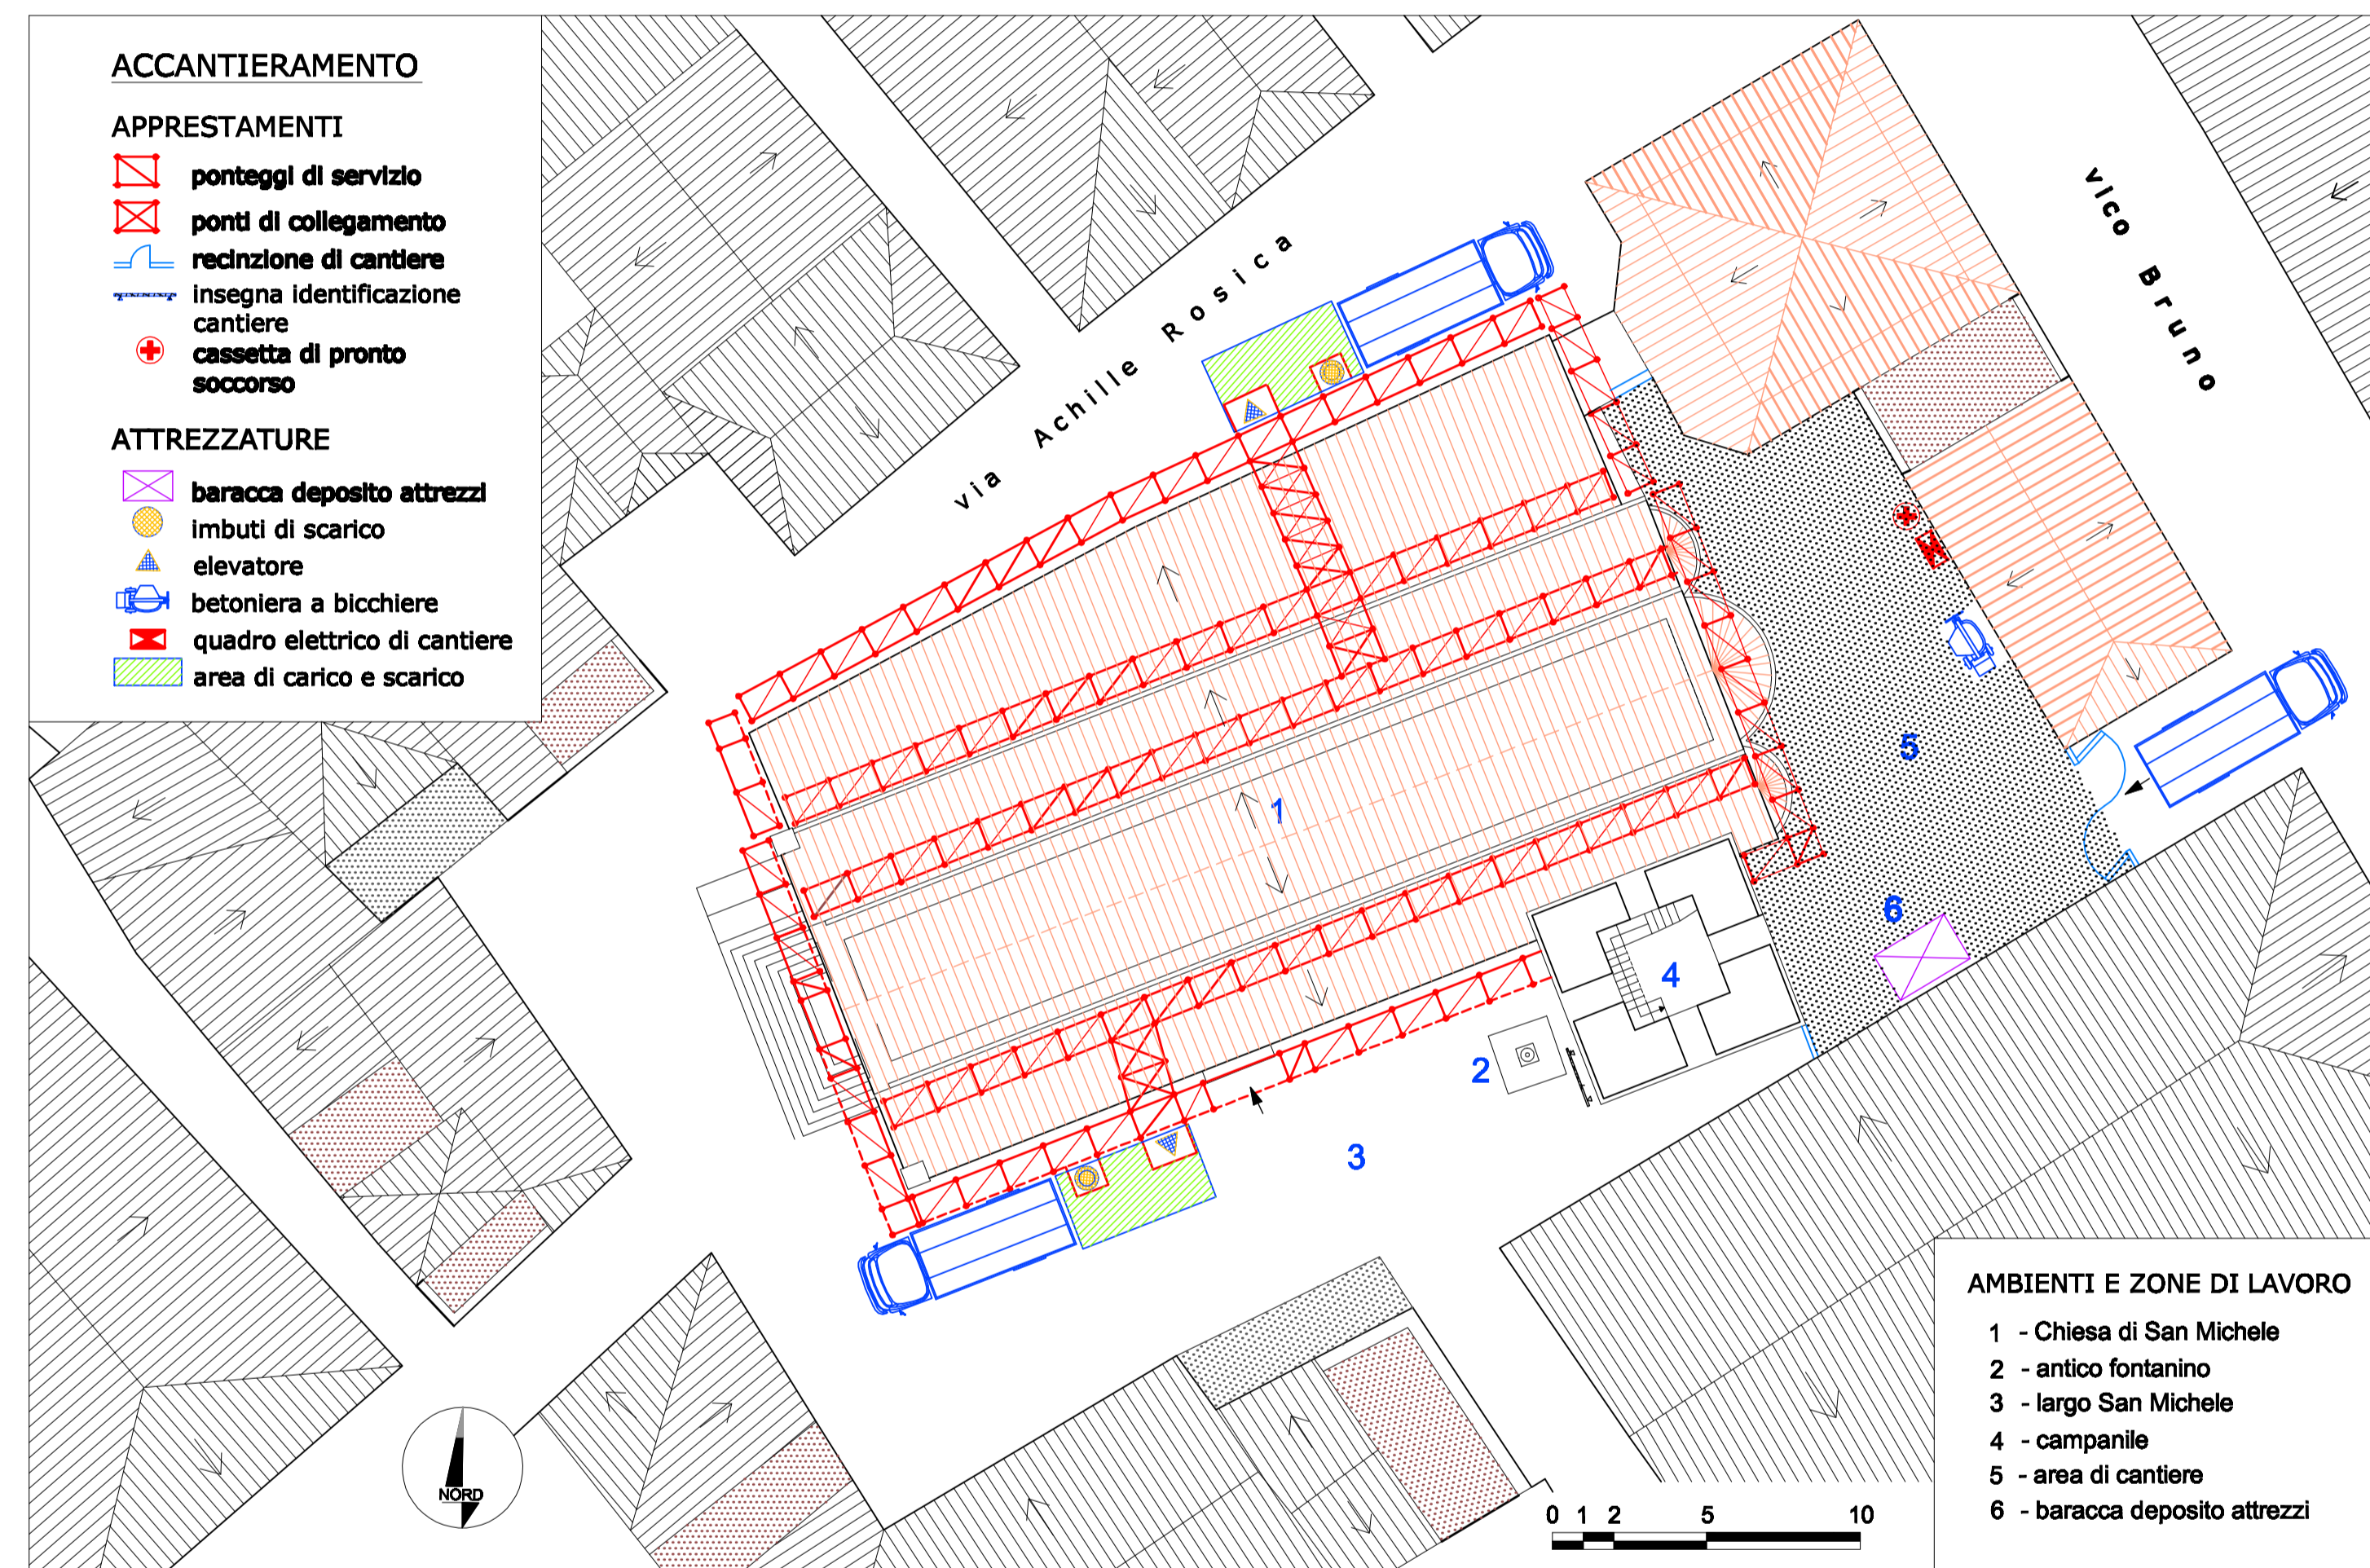 ACCANTIERAMENTO
APPRESTAMENTI
ponteggi di servizio
ponti di collegamento
recinzione di cantiere
insegna identificazione
cantiere
cassetta di pronto
soccorso
ATTREZZATURE
baracca deposito attrezzi
imbuti di scarico
elevatore
betoniera a bicchiere
quadro elettrico di cantiere
area di carico e scarico
via Achille Rosica
vico Bruno
1
5
6
4
2
3
NORD
0 1 2 5 10
AMBIENTI E ZONE DI LAVORO
1 - Chiesa di San Michele
2 - antico fontanino
3 - largo San Michele
4 - campanile
5 - area di cantiere
6 - baracca deposito attrezzi